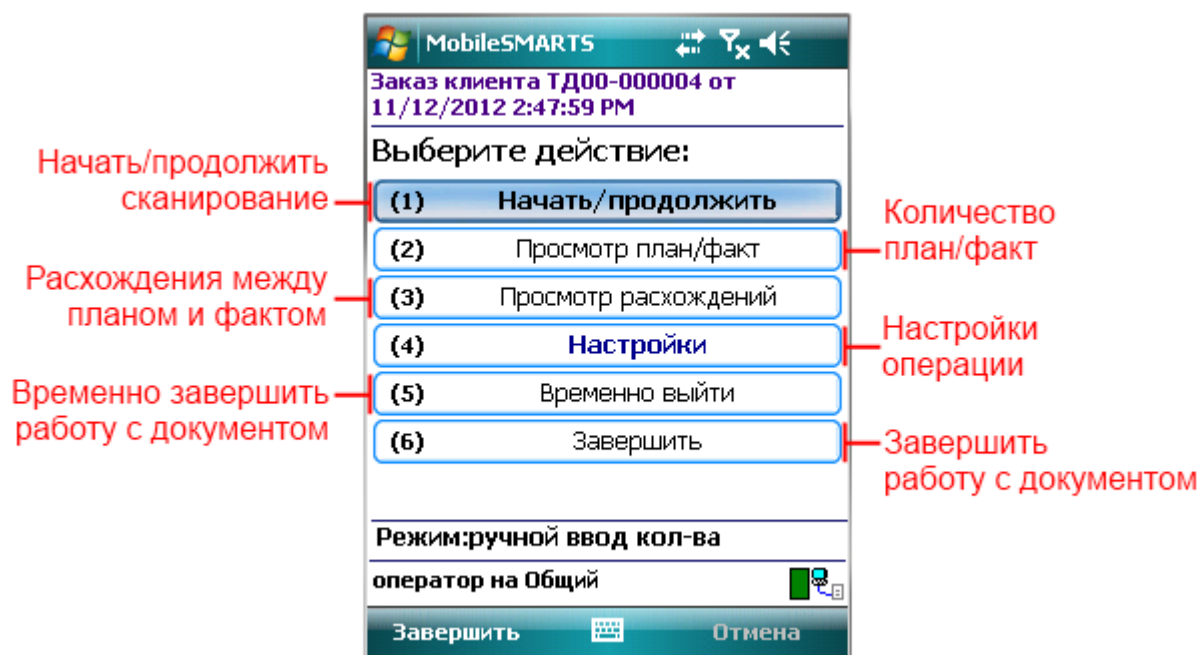 MobileSMARTS
Заказ клиента ТД00-000004 от
11/12/2012 2:47:59 PM
Выберите действие:
Начать/продолжить
сканирование
(1) Начать/продолжить
(2) Просмотр план/факт
Количество
план/факт
Расхождения между
планом и фактом
(3) Просмотр расхождений
(4) Настройки
Настройки
операции
Временно завершить
работу с документом
(5) Временно выйти
(6) Завершить
Завершить
работу с документом
Режим:ручной ввод кол-ва
оператор на Общий
Завершить Отмена